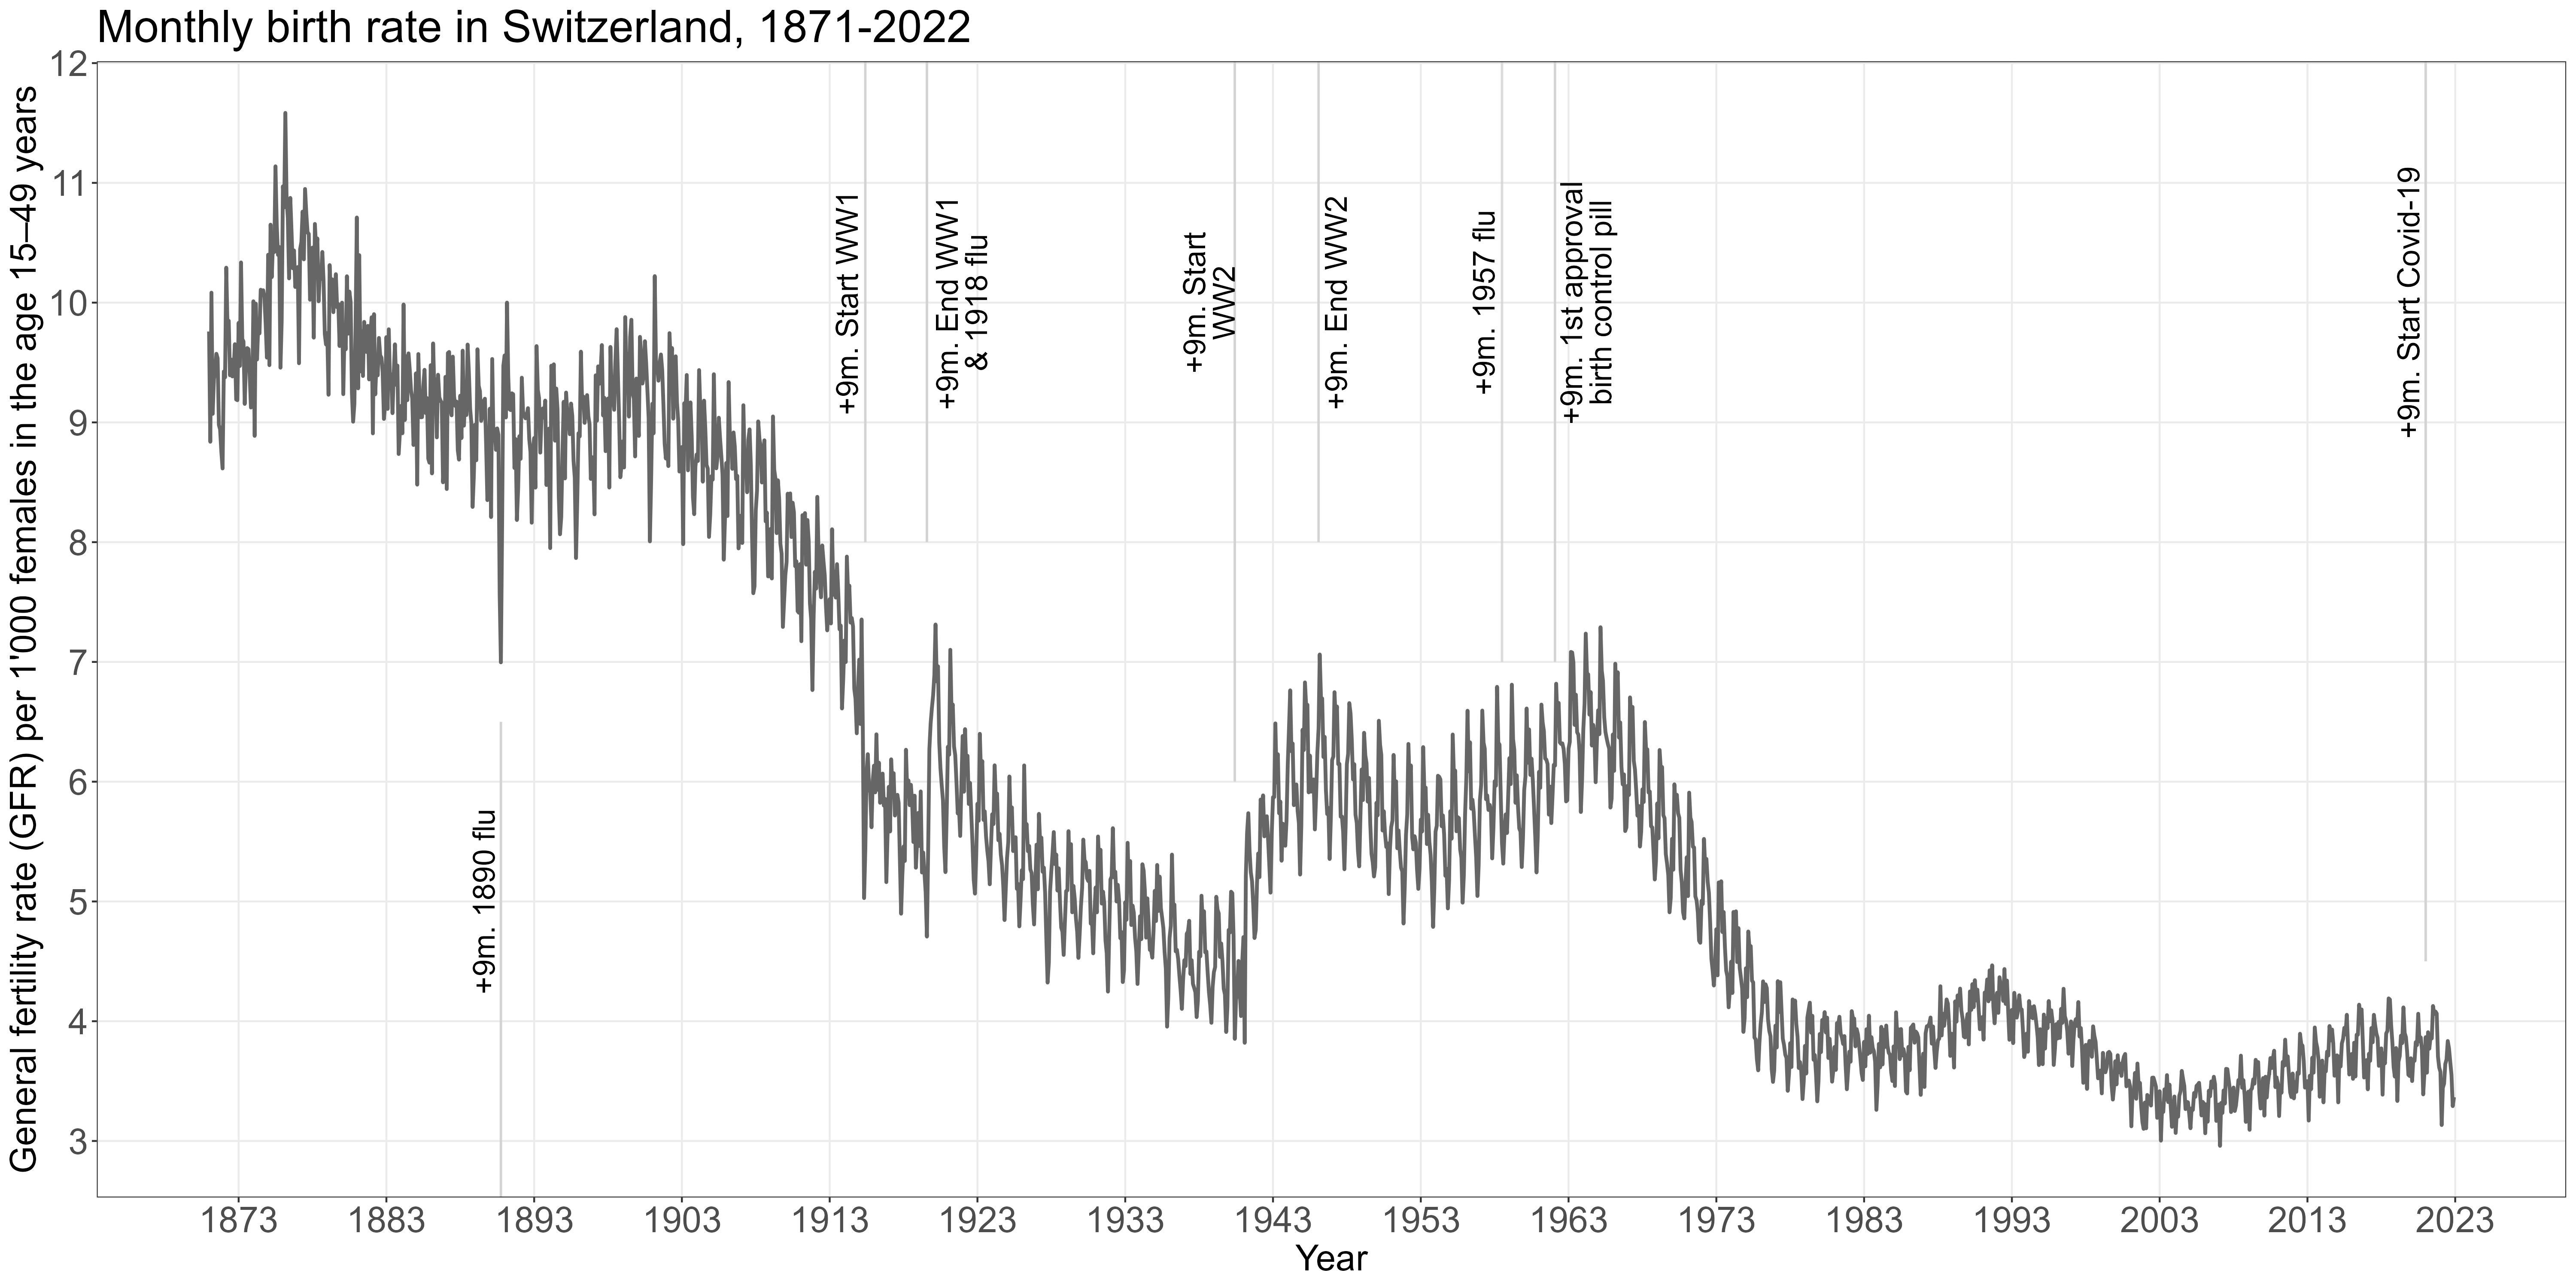 Monthly birth rate in Switzerland, 1871-2022
General fertility rate (GFR) per 1'000 females in the age 15–49 years
12
11
10
9
8
7
6
5
4
3
+9m. 1890 flu
+9m. Start WW1
+9m. End WW1
& 1918 flu
+9m. Start
WW2
+9m. End WW2
+9m. 1957 flu
+9m. 1st approval
birth control pill
+9m. Start Covid-19
1873
1883
1893
1903
1913
1923
1933
1943
1953
1963
1973
1983
1993
2003
2013
2023
Year